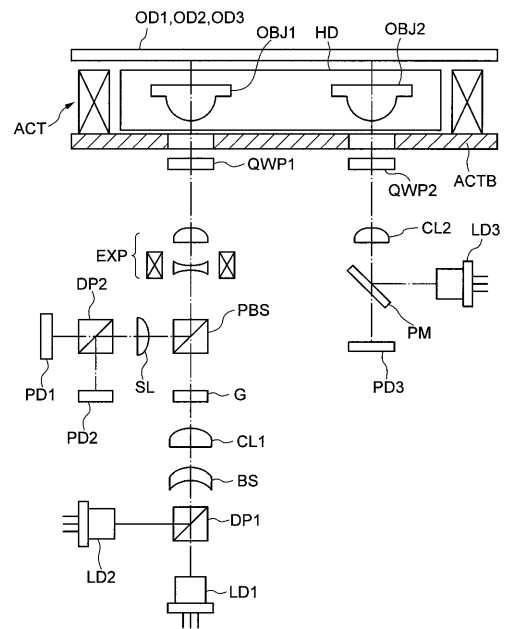 OD1,OD2,OD3
OBJ1
HD
OBJ2
ACT
QWP1
QWP2
ACTB
EXP
CL2
LD3
DP2
PBS
PM
PD1
SL
PD3
PD2
G
CL1
BS
DP1
LD2
LD1